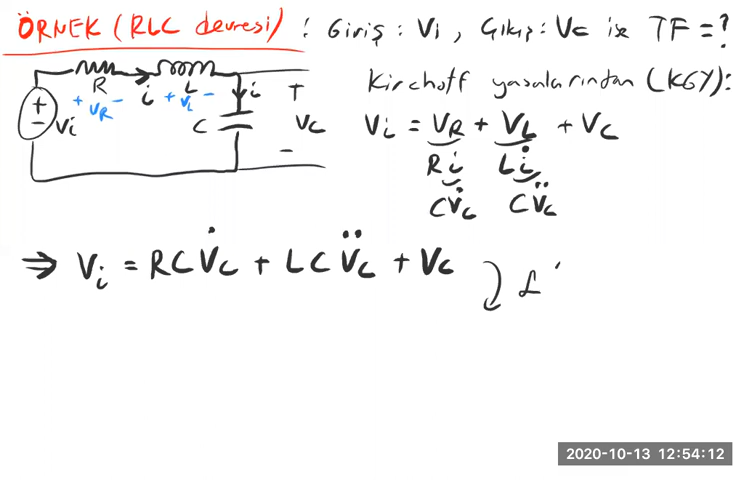 ÖRNEK (RLC devresi) : Giriş : Vi , Çıkış : Vc ise TF = ?
Kirchoff yasalarından (KGY):
R i L i +
+ VR - + VL -
+ - Vi C Vc
-
Vi = VR + VL + Vc
Ri Li̇
CV̇c CV̈c
⇒ Vi = RCV̇c + LCV̈c + Vc ℒ'
2020-10-13 12:54:12